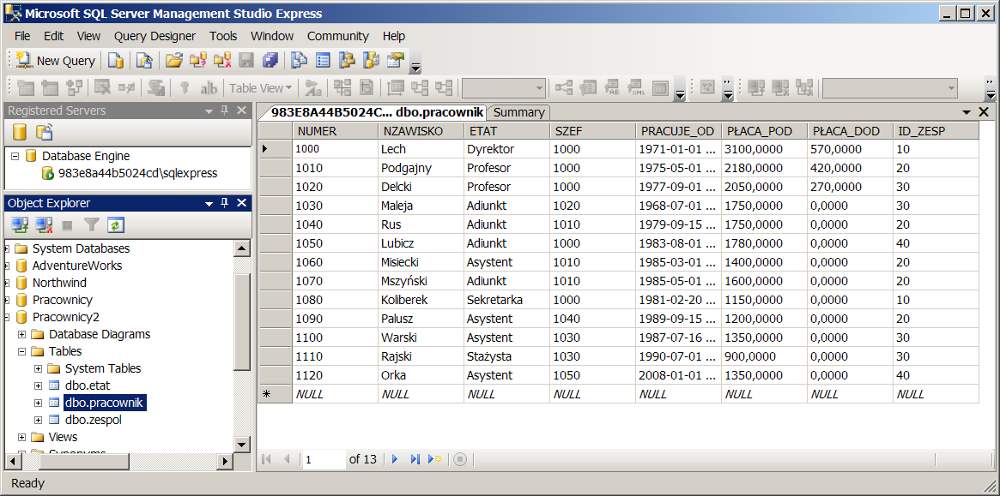 Microsoft SQL Server Management Studio Express
File Edit View Query Designer Tools Window Community Help
New Query
Table View
Registered Servers
Database Engine
983e8a44b5024cd\sqlexpress
Object Explorer
System Databases
AdventureWorks
Northwind
Pracownicy
Pracownicy2
Database Diagrams
Tables
System Tables
dbo.etat
dbo.pracownik
dbo.zespol
Views
Synonyms
983E8A44B5024C... dbo.pracownik Summary
NUMER NZAWISKO ETAT SZEF PRACUJE_OD PŁACA_POD PŁACA_DOD ID_ZESP
1000 Lech Dyrektor 1000 1971-01-01 ... 3100,0000 570,0000 10
1010 Podgajny Profesor 1000 1975-05-01 ... 2180,0000 420,0000 20
1020 Delcki Profesor 1000 1977-09-01 ... 2050,0000 270,0000 30
1030 Maleja Adiunkt 1020 1968-07-01 ... 1750,0000 0,0000 30
1040 Rus Adiunkt 1010 1979-09-15 ... 1750,0000 0,0000 20
1050 Lubicz Adiunkt 1000 1983-08-01 ... 1780,0000 0,0000 40
1060 Misiecki Asystent 1010 1985-03-01 ... 1400,0000 0,0000 20
1070 Mszyński Adiunkt 1010 1985-05-01 ... 1600,0000 0,0000 20
1080 Koliberek Sekretarka 1000 1981-02-20 ... 1150,0000 0,0000 10
1090 Palusz Asystent 1040 1989-09-15 ... 1200,0000 0,0000 20
1100 Warski Asystent 1030 1987-07-16 ... 1350,0000 0,0000 30
1110 Rajski Stażysta 1030 1990-07-01 ... 900,0000 0,0000 30
1120 Orka Asystent 1050 2008-01-01 ... 1350,0000 0,0000 40
NULL NULL NULL NULL NULL NULL NULL NULL
1 of 13
Ready